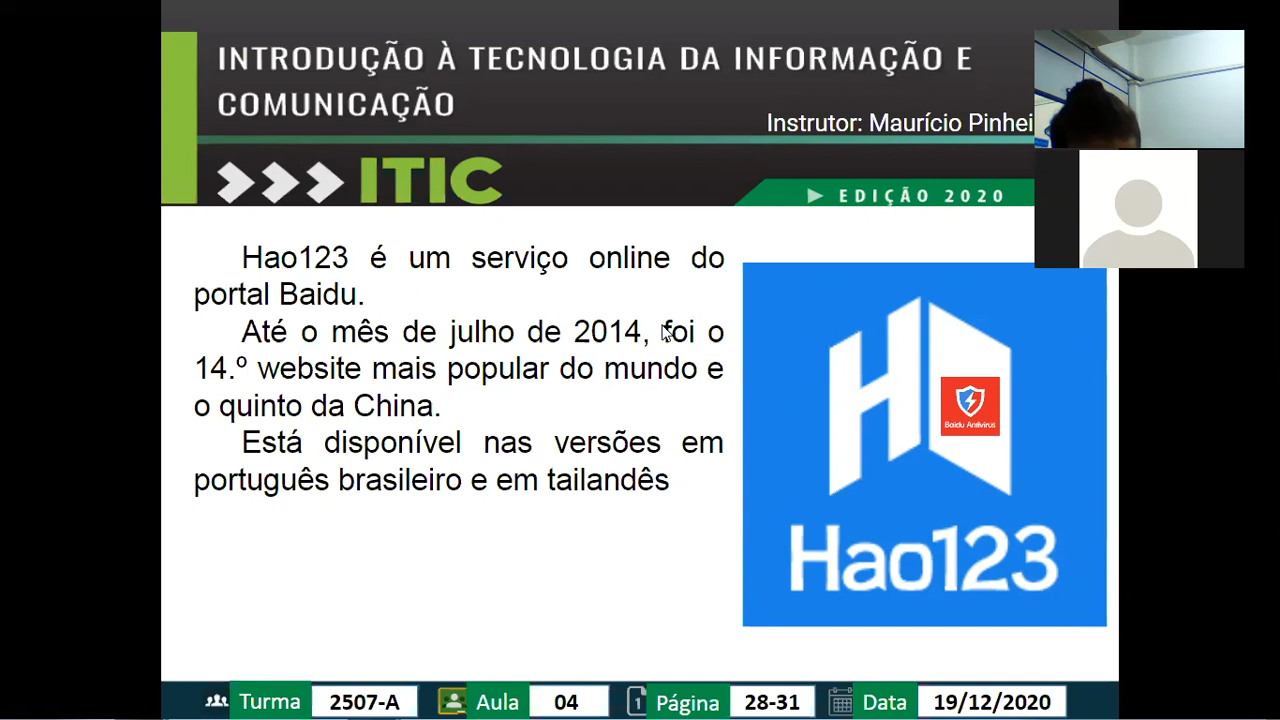 INTRODUÇÃO À TECNOLOGIA DA INFORMAÇÃO E
COMUNICAÇÃO
Instrutor: Maurício Pinhei
ITIC
EDIÇÃO 2020
Hao123 é um serviço online do
portal Baidu.
Até o mês de julho de 2014, foi o
14.º website mais popular do mundo e
o quinto da China.
Está disponível nas versões em
português brasileiro e em tailandês
Baidu Antivirus
Hao123
Turma 2507-A Aula 04 1 Página 28-31 Data 19/12/2020